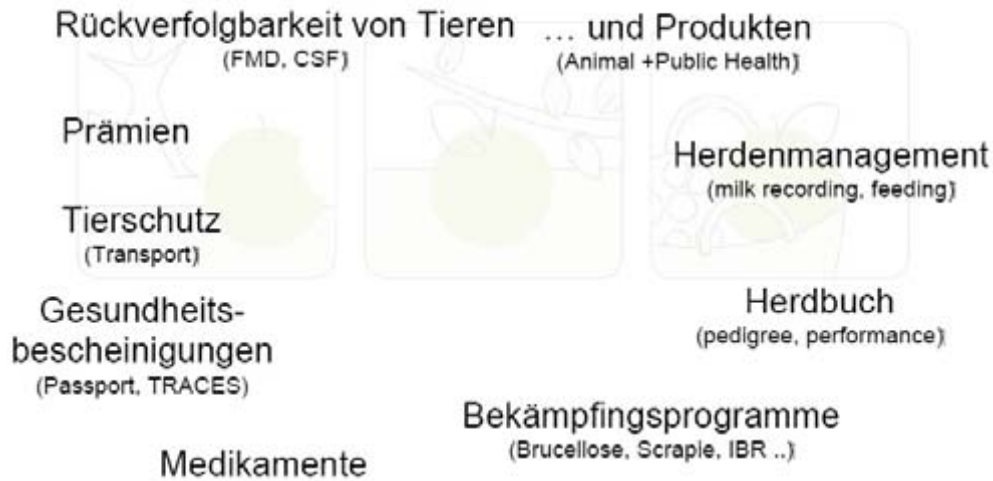 Rückverfolgbarkeit von Tieren
(FMD, CSF)
... und Produkten
(Animal +Public Health)
Prämien
Herdenmanagement
(milk recording, feeding)
Tierschutz
(Transport)
Gesundheits-
bescheinigungen
(Passport, TRACES)
Herdbuch
(pedigree, performance)
Bekämpfingsprogramme
(Brucellose, Scrapie, IBR ..)
Medikamente